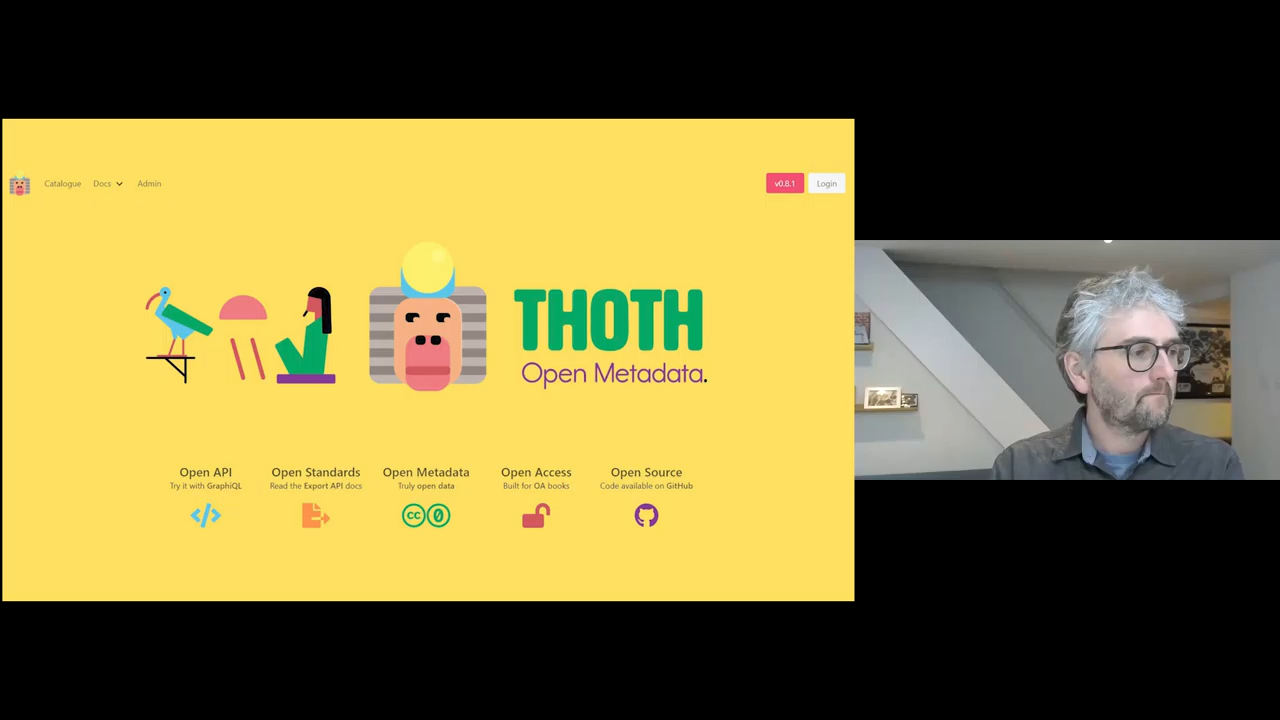 Catalogue Docs Admin v0.8.1 Login
THOTH
Open Metadata.
Open API Open Standards Open Metadata Open Access Open Source
Try it with GraphiQL Read the Export API docs Truly open data Built for OA books Code available on GitHub
cc 0